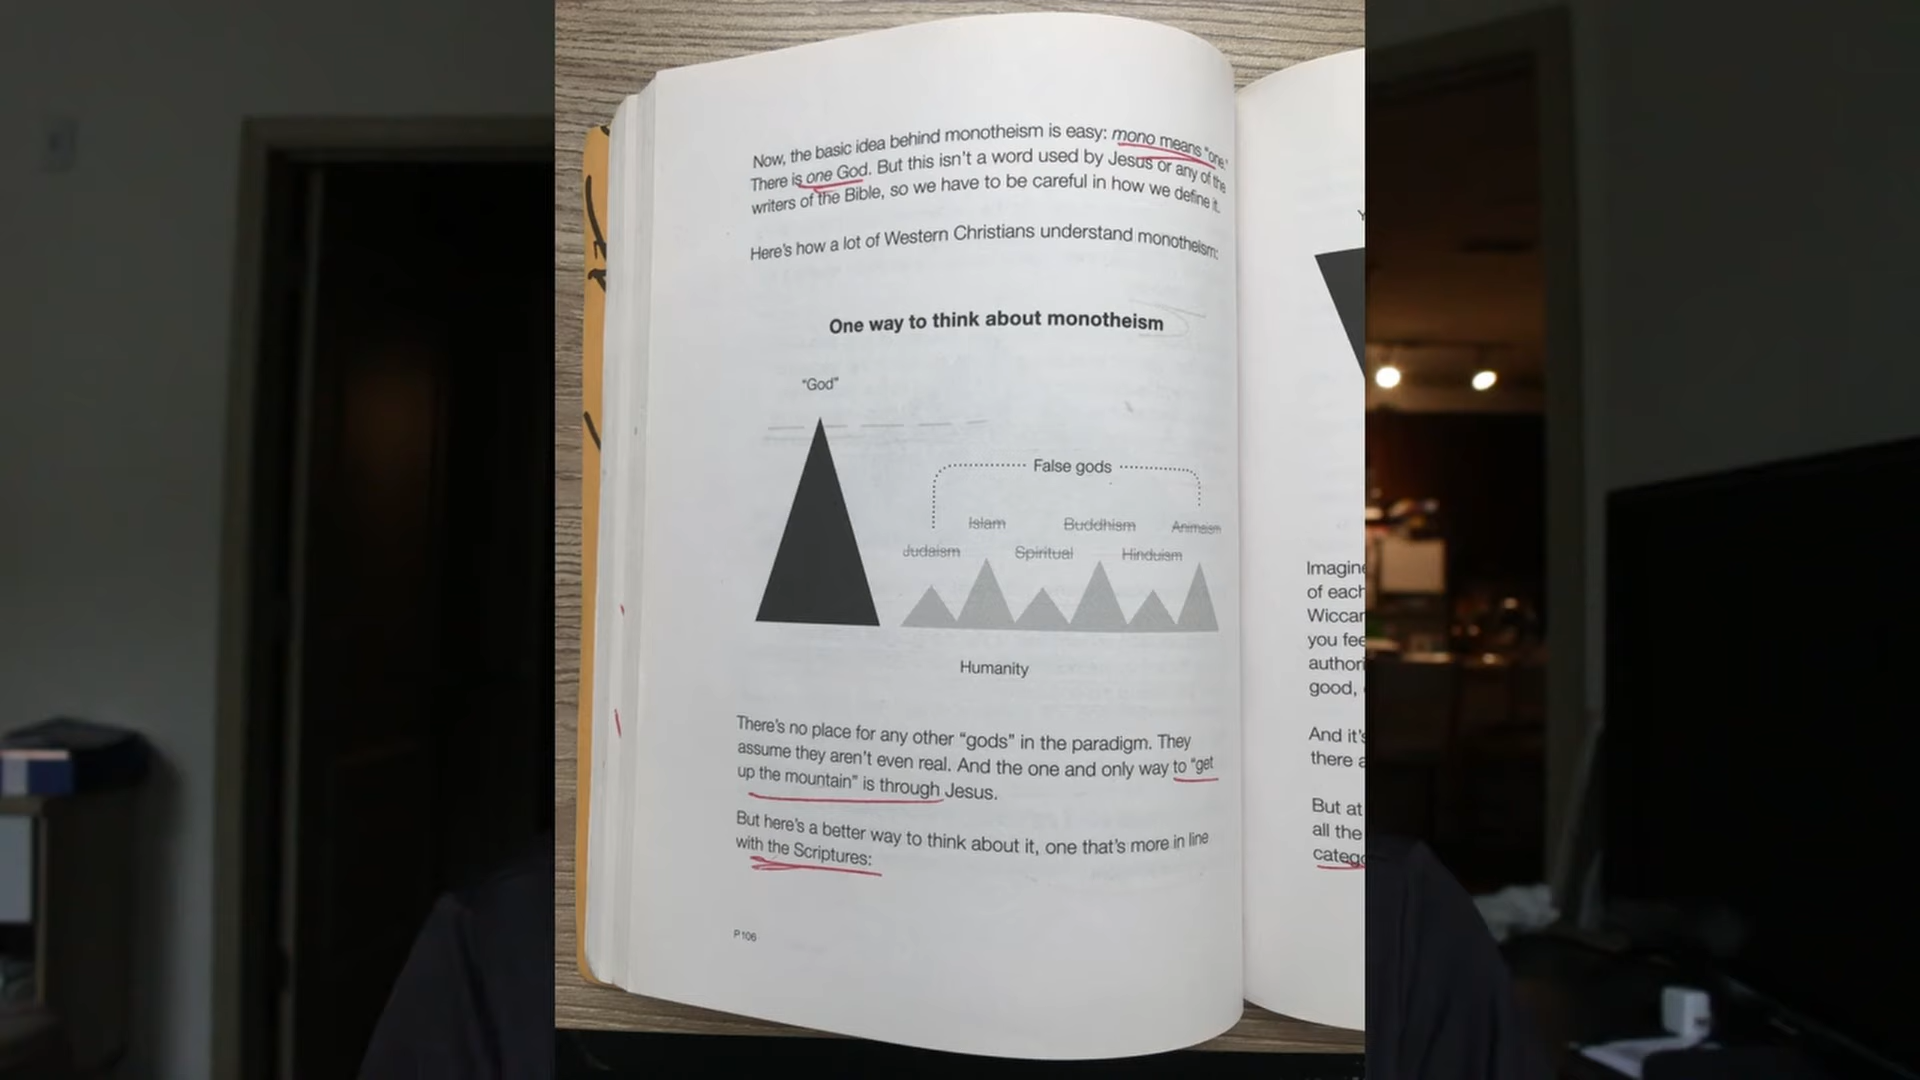 Now, the basic idea behind monotheism is easy: mono means "one."
There is one God. But this isn't a word used by Jesus or any of the
writers of the Bible, so we have to be careful in how we define it.
Here's how a lot of Western Christians understand monotheism:
One way to think about monotheism
"God"
False gods
Islam Buddhism Animism
Judaism Spiritual Hinduism
Humanity
There's no place for any other "gods" in the paradigm. They
assume they aren't even real. And the one and only way to "get
up the mountain" is through Jesus.
But here's a better way to think about it, one that's more in line
with the Scriptures:
P 106
Imagine
of each
you
good,
And it's
there
But at
all the